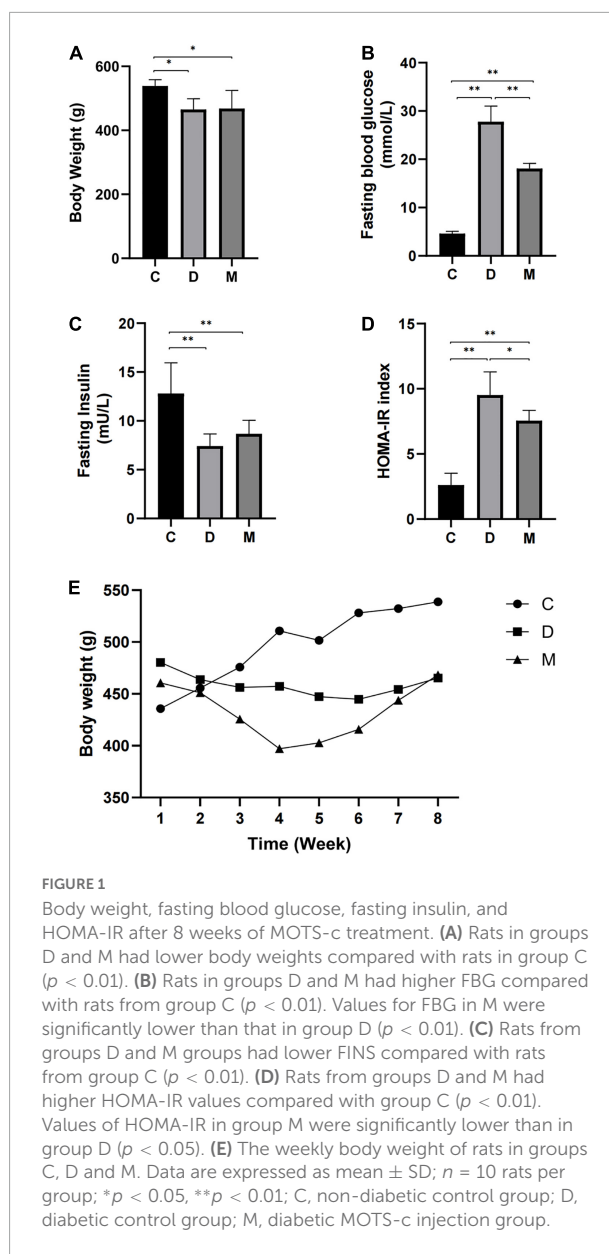 A
B
*
*
600
400
200
0
Body Weight (g)
C D M
**
**
**
40
30
20
10
0
Fasting blood glucose
(mmol/L)
C D M
C
D
**
**
20
15
10
5
0
Fasting Insulin
(mU/L)
C D M
**
**
*
15
10
5
0
HOMA-IR index
C D M
E
550
500
450
400
350
Body weight (g)
1 2 3 4 5 6 7 8
Time (Week)
C
D
M
FIGURE 1
Body weight, fasting blood glucose, fasting insulin, and
HOMA-IR after 8 weeks of MOTS-c treatment. (A) Rats in groups
D and M had lower body weights compared with rats in group C
(p < 0.01). (B) Rats in groups D and M had higher FBG compared
with rats from group C (p < 0.01). Values for FBG in M were
significantly lower than that in group D (p < 0.01). (C) Rats from
groups D and M groups had lower FINS compared with rats
from group C (p < 0.01). (D) Rats from groups D and M had
higher HOMA-IR values compared with group C (p < 0.01).
Values of HOMA-IR in group M were significantly lower than in
group D (p < 0.05). (E) The weekly body weight of rats in groups
C, D and M. Data are expressed as mean ± SD; n = 10 rats per
group; *p < 0.05, **p < 0.01; C, non-diabetic control group; D,
diabetic control group; M, diabetic MOTS-c injection group.